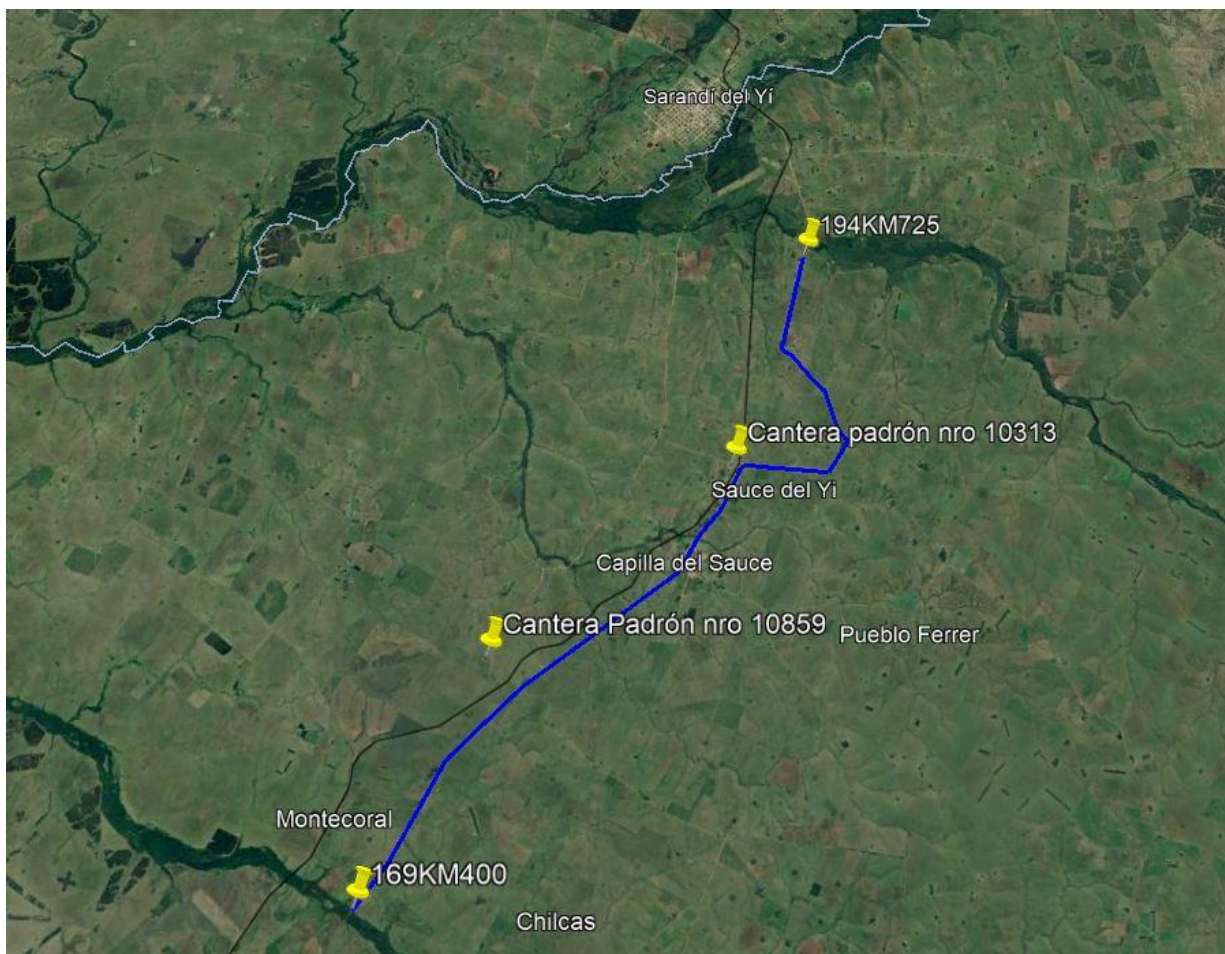 Sarandí del Yí
194KM725
Cantera padrón nro 10313
Sauce del Yi
Capilla del Sauce
Cantera Padrón nro 10859
Pueblo Ferrer
Montecoral
169KM400
Chilcas